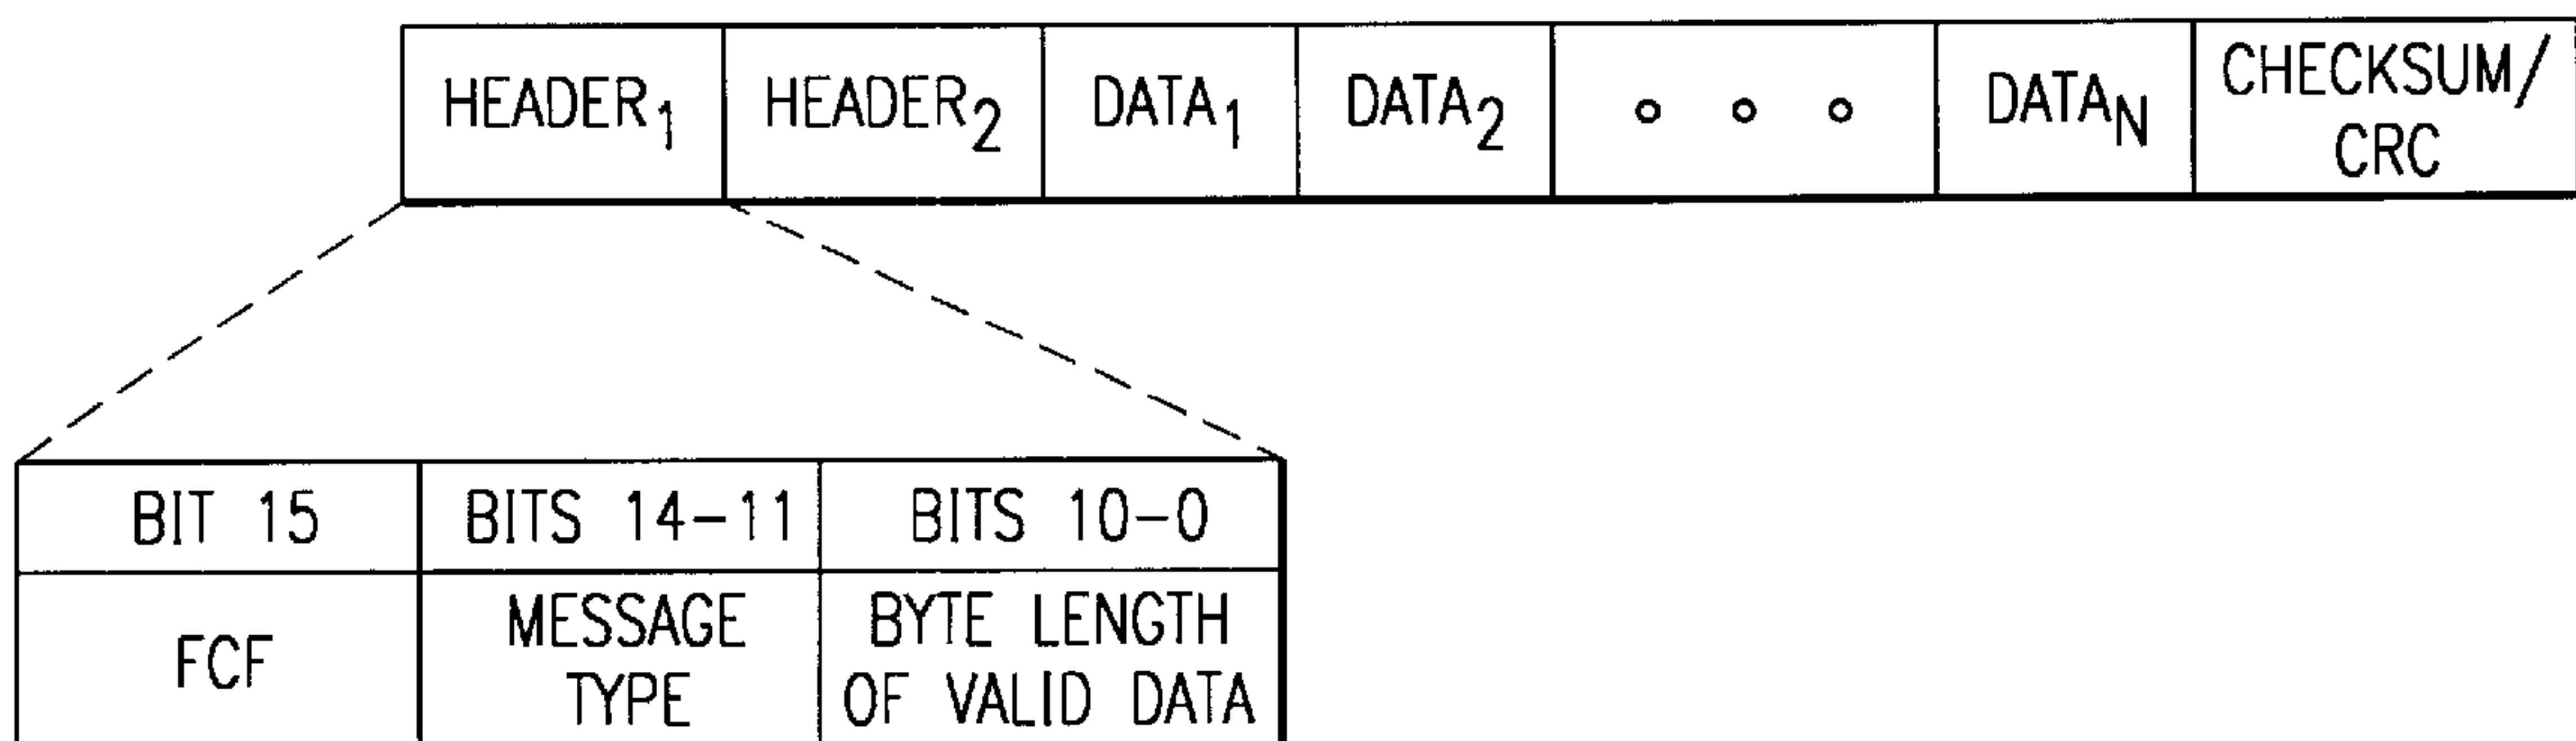 HEADER₁ HEADER₂ DATA₁ DATA₂ ∘ ∘ ∘ DATA_N CHECKSUM/
CRC
BIT 15 BITS 14-11 BITS 10-0
FCF MESSAGE TYPE BYTE LENGTH OF VALID DATA